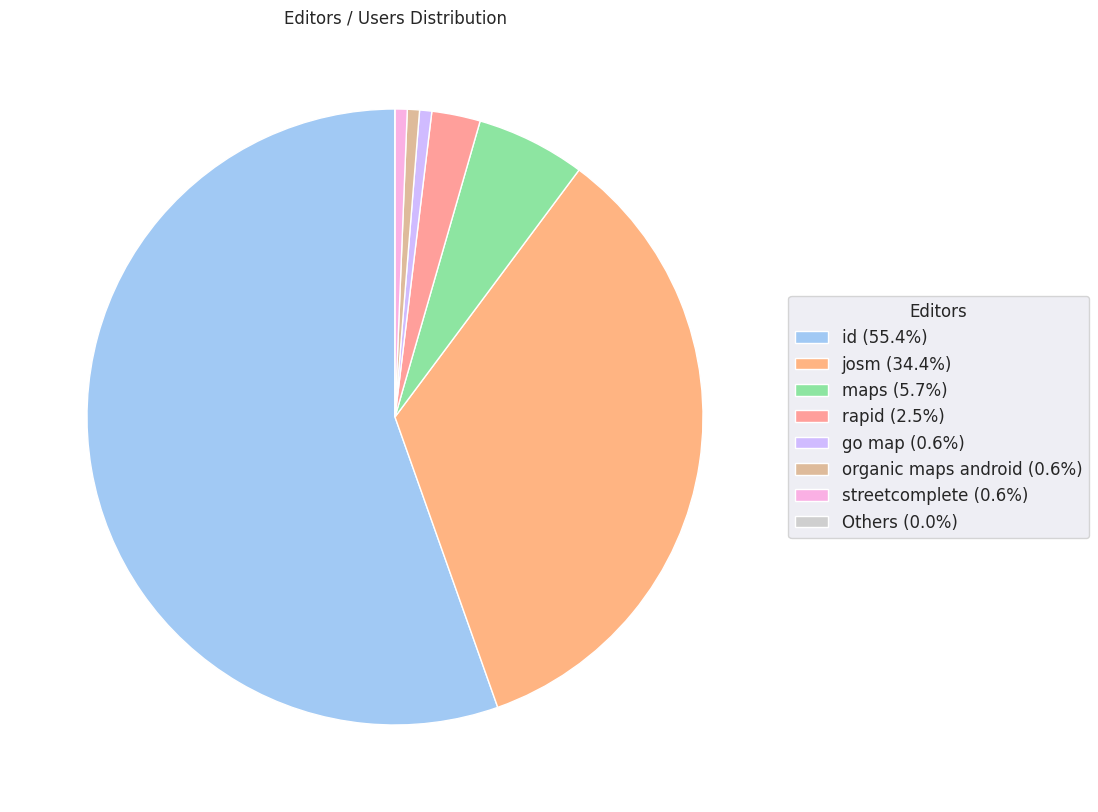 Editors / Users Distribution
Editors
id (55.4%)
josm (34.4%)
maps (5.7%)
rapid (2.5%)
go map (0.6%)
organic maps android (0.6%)
streetcomplete (0.6%)
Others (0.0%)